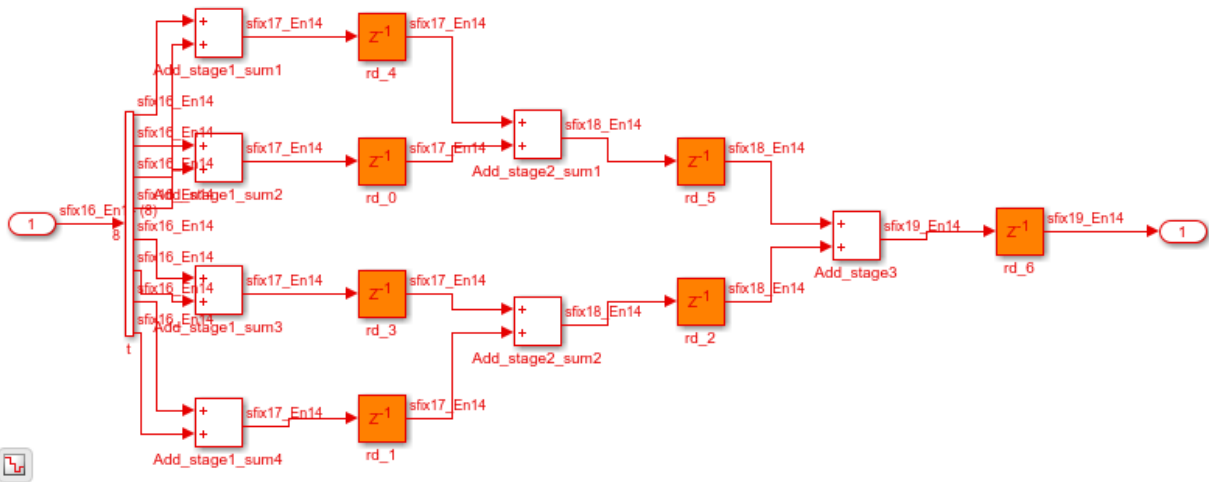 +
+
sfix17_En14
z-1
sfix17_En14
Add_stage1_sum1
rd_4
sfix16_En14
sfix16_En14
sfix16_En14
+
+
sfix17_En14
z-1
sfix17_En14
+
+
sfix18_En14
z-1
sfix18_En14
Add_stage2_sum1
Add_stage1_sum2
rd_0
rd_5
1
sfix16_En14 (8)
8
sfix16_En14
sfix16_En14
sfix16_En14
sfix16_En14
+
+
sfix19_En14
z-1
sfix19_En14
1
Add_stage3
rd_6
+
+
sfix17_En14
z-1
sfix17_En14
+
+
sfix18_En14
z-1
sfix18_En14
Add_stage1_sum3
rd_3
rd_2
sfix16_En14
t
Add_stage2_sum2
+
+
sfix17_En14
z-1
sfix17_En14
Add_stage1_sum4
rd_1